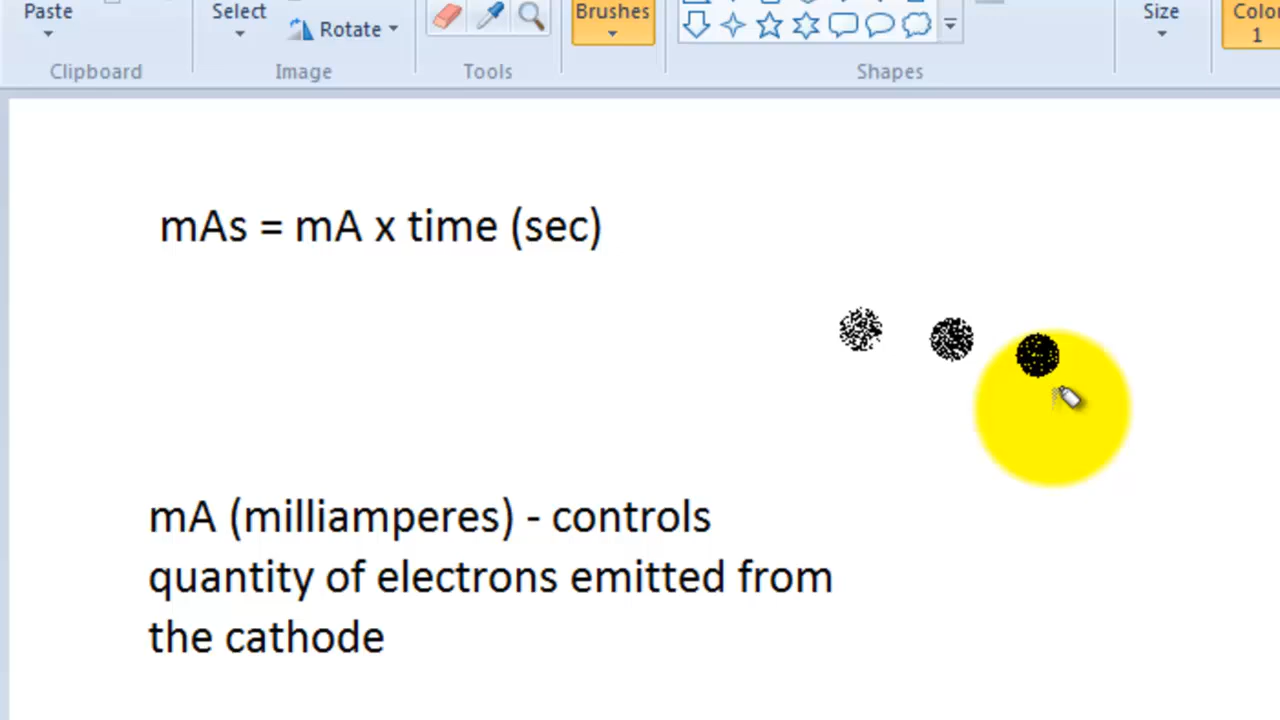 Paste
Select
Rotate
Brushes
Size
Color
1
Clipboard
Image
Tools
Shapes
mAs = mA x time (sec)
mA (milliamperes) - controls
quantity of electrons emitted from
the cathode